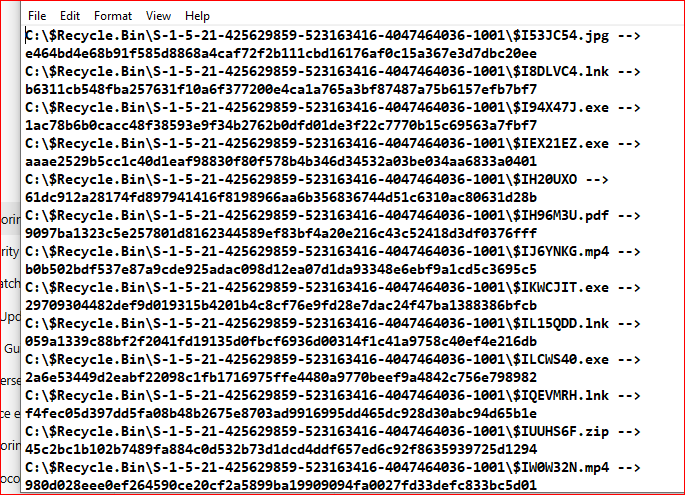 File Edit Format View Help
C:\$Recycle.Bin\S-1-5-21-425629859-523163416-4047464036-1001\$I53JC54.jpg -->
e464bd4e68b91f585d8868a4caf72f2b111cbd16176af0c15a367e3d7dbc20ee
C:\$Recycle.Bin\S-1-5-21-425629859-523163416-4047464036-1001\$I8DLVC4.lnk -->
b6311cb548fba257631f10a6f377200e4ca1a765a3bf87487a75b6157efb7bf7
C:\$Recycle.Bin\S-1-5-21-425629859-523163416-4047464036-1001\$I94X47J.exe -->
1ac78b6b0cacc48f38593e9f34b2762b0dfd01de3f22c7770b15c69563a7fbf7
C:\$Recycle.Bin\S-1-5-21-425629859-523163416-4047464036-1001\$IEX21EZ.exe -->
aaae2529b5cc1c40d1eaf98830f80f578b4b346d34532a03be034aa6833a0401
C:\$Recycle.Bin\S-1-5-21-425629859-523163416-4047464036-1001\$IH20UXO -->
61dc912a28174fd897941416f8198966aa6b356836744d51c6310ac80631d28b
C:\$Recycle.Bin\S-1-5-21-425629859-523163416-4047464036-1001\$IH96M3U.pdf -->
9097ba1323c5e257801d8162344589ef83bf4a20e216c43c52418d3df0376fff
C:\$Recycle.Bin\S-1-5-21-425629859-523163416-4047464036-1001\$IJ6YNKG.mp4 -->
b0b502bdf537e87a9cde925adac098d12ea07d1da93348e6ebf9a1cd5c3695c5
C:\$Recycle.Bin\S-1-5-21-425629859-523163416-4047464036-1001\$IKWCJIT.exe -->
29709304482def9d019315b4201b4c8cf76e9fd28e7dac24f47ba1388386bfcb
C:\$Recycle.Bin\S-1-5-21-425629859-523163416-4047464036-1001\$IL15QDD.lnk -->
059a1339c88bf2f2041fd19135d0fbcf6936d00314f1c41a9758c40ef4e216db
C:\$Recycle.Bin\S-1-5-21-425629859-523163416-4047464036-1001\$ILCWS40.exe -->
2a6e53449d2eabf22098c1fb1716975ffe4480a9770beef9a4842c756e798982
C:\$Recycle.Bin\S-1-5-21-425629859-523163416-4047464036-1001\$IQEVMRH.lnk -->
f4fec05d397dd5fa08b48b2675e8703ad9916995dd465dc928d30abc94d65b1e
C:\$Recycle.Bin\S-1-5-21-425629859-523163416-4047464036-1001\$IUUHS6F.zip -->
45c2bc1b102b7489fa884c0d532b73d1dcd4ddf657ed6c92f8635939725d1294
C:\$Recycle.Bin\S-1-5-21-425629859-523163416-4047464036-1001\$IW0W32N.mp4 -->
980d028eee0ef264590ce20cf2a5899ba19909094fa0027fd33defc833bc5d01